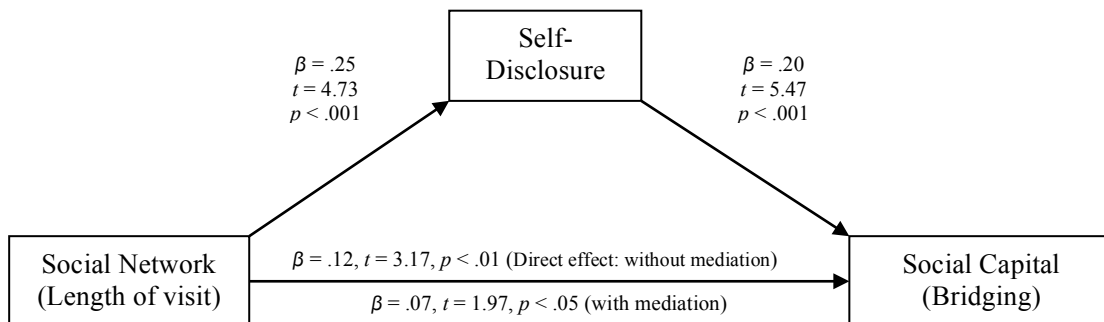 Self-
Disclosure
β = .25
t = 4.73
p < .001
β = .20
t = 5.47
p < .001
Social Network
(Length of visit)
β = .12, t = 3.17, p < .01 (Direct effect: without mediation)
β = .07, t = 1.97, p < .05 (with mediation)
Social Capital
(Bridging)